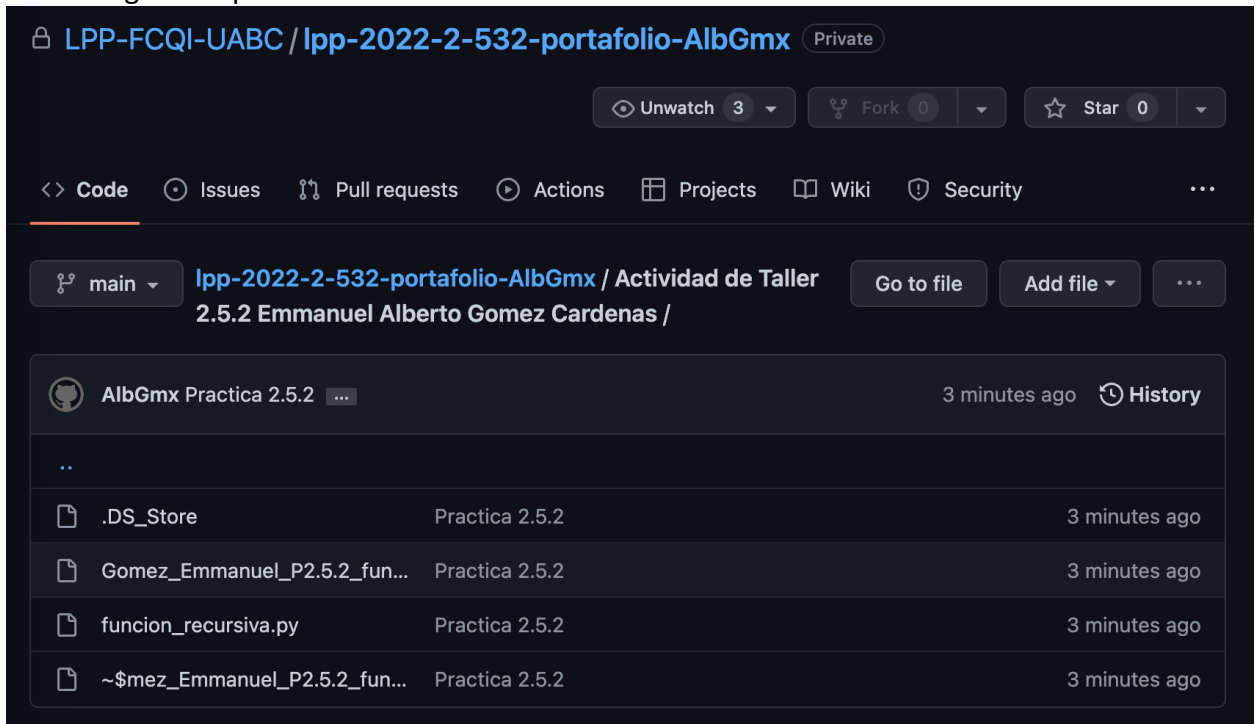 LPP-FCQI-UABC / lpp-2022-2-532-portafolio-AlbGmx Private
Unwatch 3 Fork 0 Star 0
<> Code Issues Pull requests Actions Projects Wiki Security ...
main lpp-2022-2-532-portafolio-AlbGmx / Actividad de Taller Go to file Add file ...
2.5.2 Emmanuel Alberto Gomez Cardenas /
AlbGmx Practica 2.5.2 ... 3 minutes ago History
..
.DS_Store Practica 2.5.2 3 minutes ago
Gomez_Emmanuel_P2.5.2_fun... Practica 2.5.2 3 minutes ago
funcion_recursiva.py Practica 2.5.2 3 minutes ago
~$mez_Emmanuel_P2.5.2_fun... Practica 2.5.2 3 minutes ago